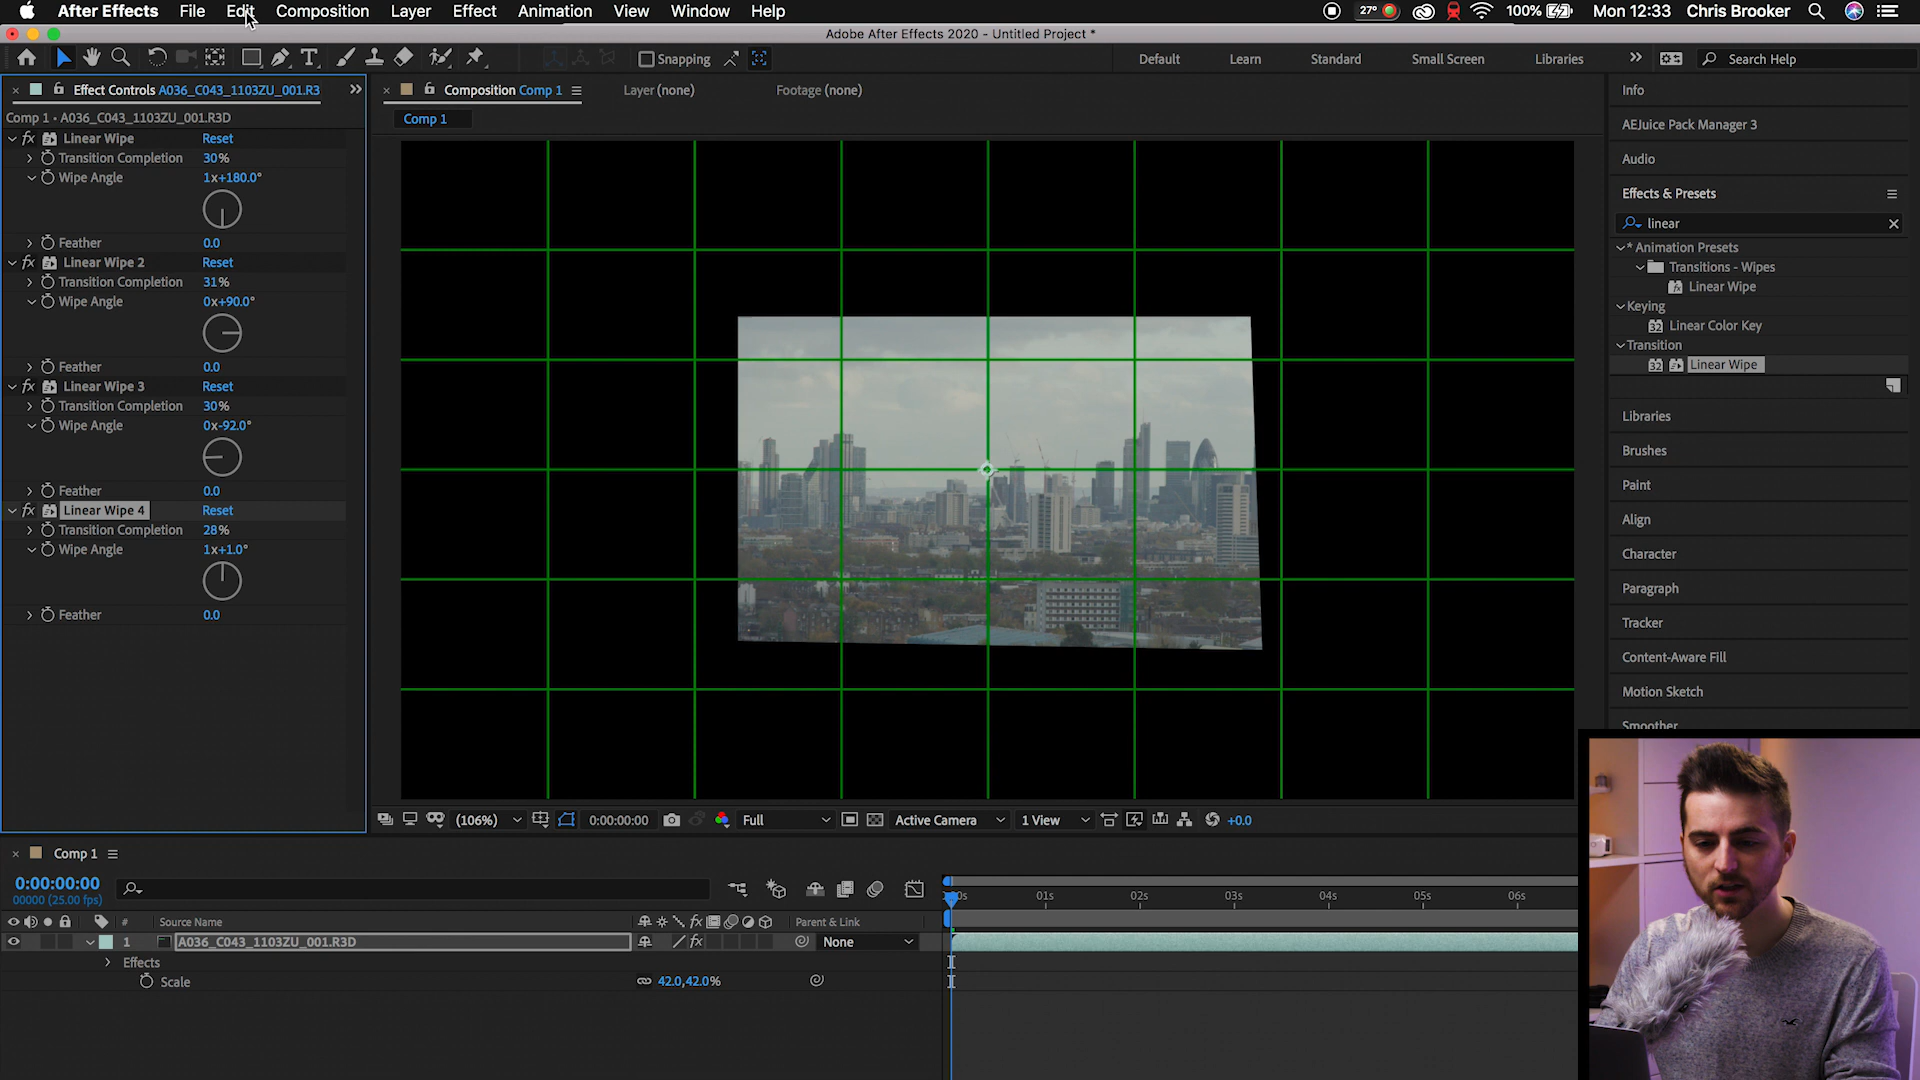 After Effects File Edit Composition Layer Effect Animation View Window Help 27° 100% Mon 12:33 Chris Brooker
Adobe After Effects 2020 - Untitled Project *
Snapping Default Learn Standard Small Screen Libraries Search Help
Effect Controls A036_C043_1103ZU_001.R3
Comp 1 • A036_C043_1103ZU_001.R3D
Linear Wipe Reset
Transition Completion 30%
Wipe Angle 1x+180.0°
Feather 0.0
Linear Wipe 2 Reset
Transition Completion 31%
Wipe Angle 0x+90.0°
Feather 0.0
Linear Wipe 3 Reset
Transition Completion 30%
Wipe Angle 0x-92.0°
Feather 0.0
Linear Wipe 4 Reset
Transition Completion 28%
Wipe Angle 1x+1.0°
Feather 0.0
Composition Comp 1 Layer (none) Footage (none)
Comp 1
(106%) 0:00:00:00 Full Active Camera 1 View +0.0
Info
AEJuice Pack Manager 3
Audio
Effects & Presets
linear
* Animation Presets
Transitions - Wipes
Linear Wipe
Keying
32 Linear Color Key
Transition
32 Linear Wipe
Libraries
Brushes
Paint
Align
Character
Paragraph
Tracker
Content-Aware Fill
Motion Sketch
Smoother
Comp 1
0:00:00:00
00000 (25.00 fps)
01s 02s 03s 04s 05s 06s
# Source Name Parent & Link
1 A036_C043_1103ZU_001.R3D None
Effects
Scale 42.0,42.0%